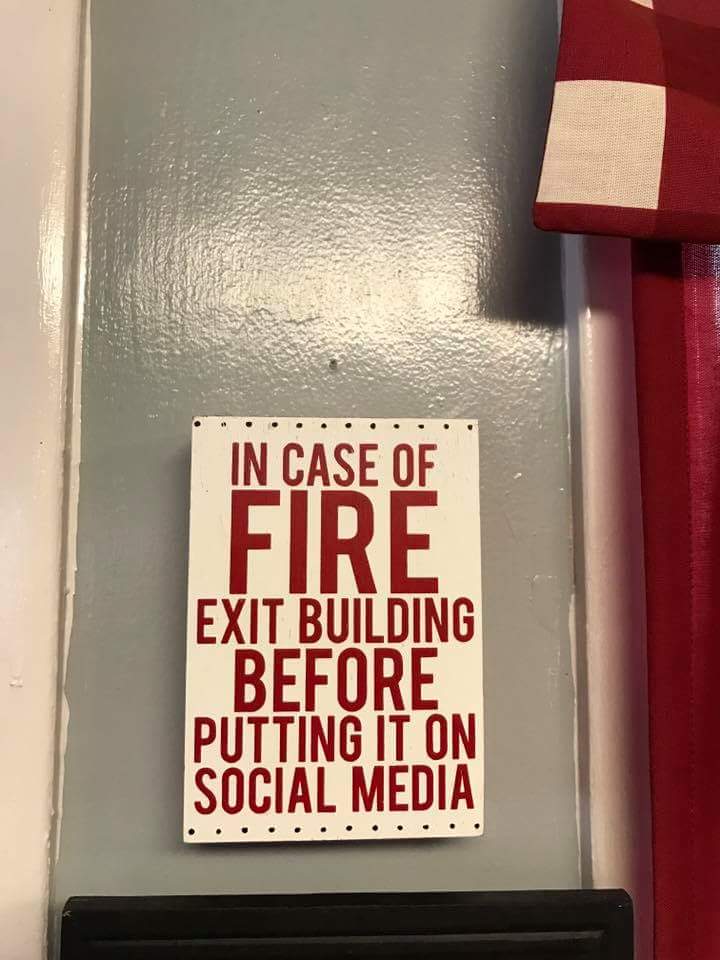 IN CASE OF
FIRE
EXIT BUILDING
BEFORE
PUTTING IT ON
SOCIAL MEDIA